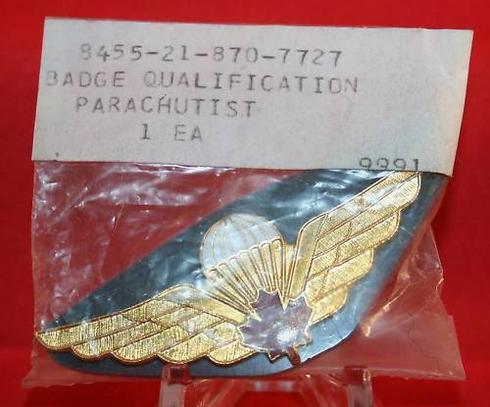 8455-21-870-7727
BADGE QUALIFICATION
PARACHUTIST
1 EA
9991